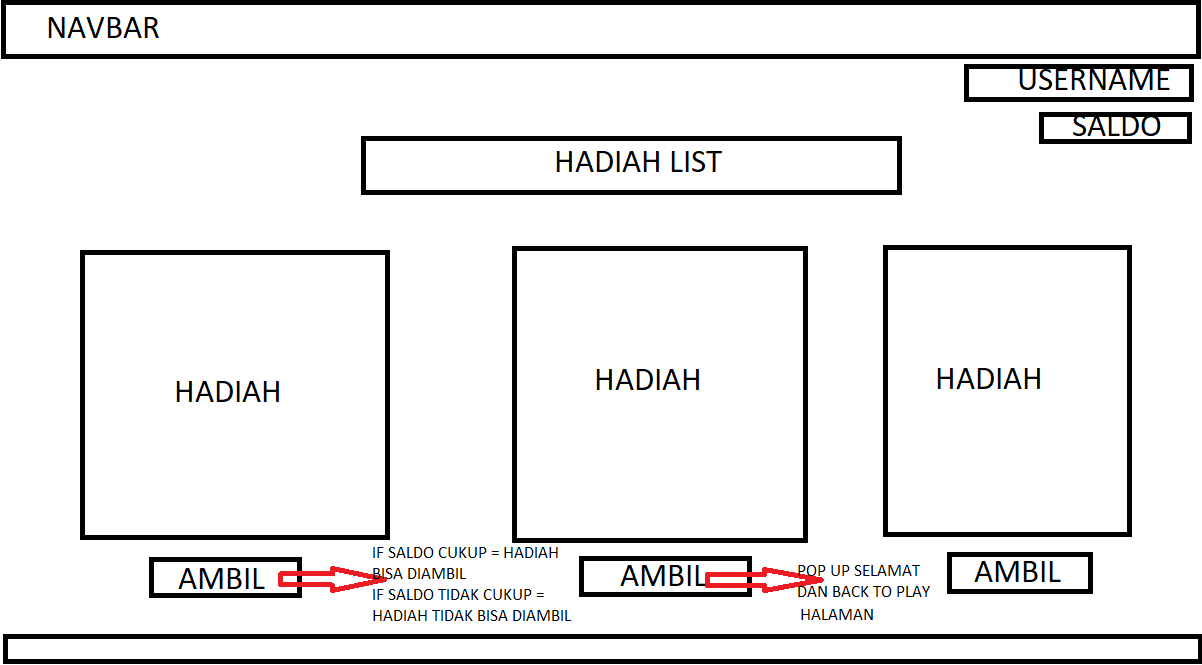 NAVBAR
USERNAME
SALDO
HADIAH LIST
HADIAH
HADIAH
HADIAH
AMBIL
IF SALDO CUKUP = HADIAH
BISA DIAMBIL
IF SALDO TIDAK CUKUP =
HADIAH TIDAK BISA DIAMBIL
AMBIL
POP UP SELAMAT
DAN BACK TO PLAY
HALAMAN
AMBIL